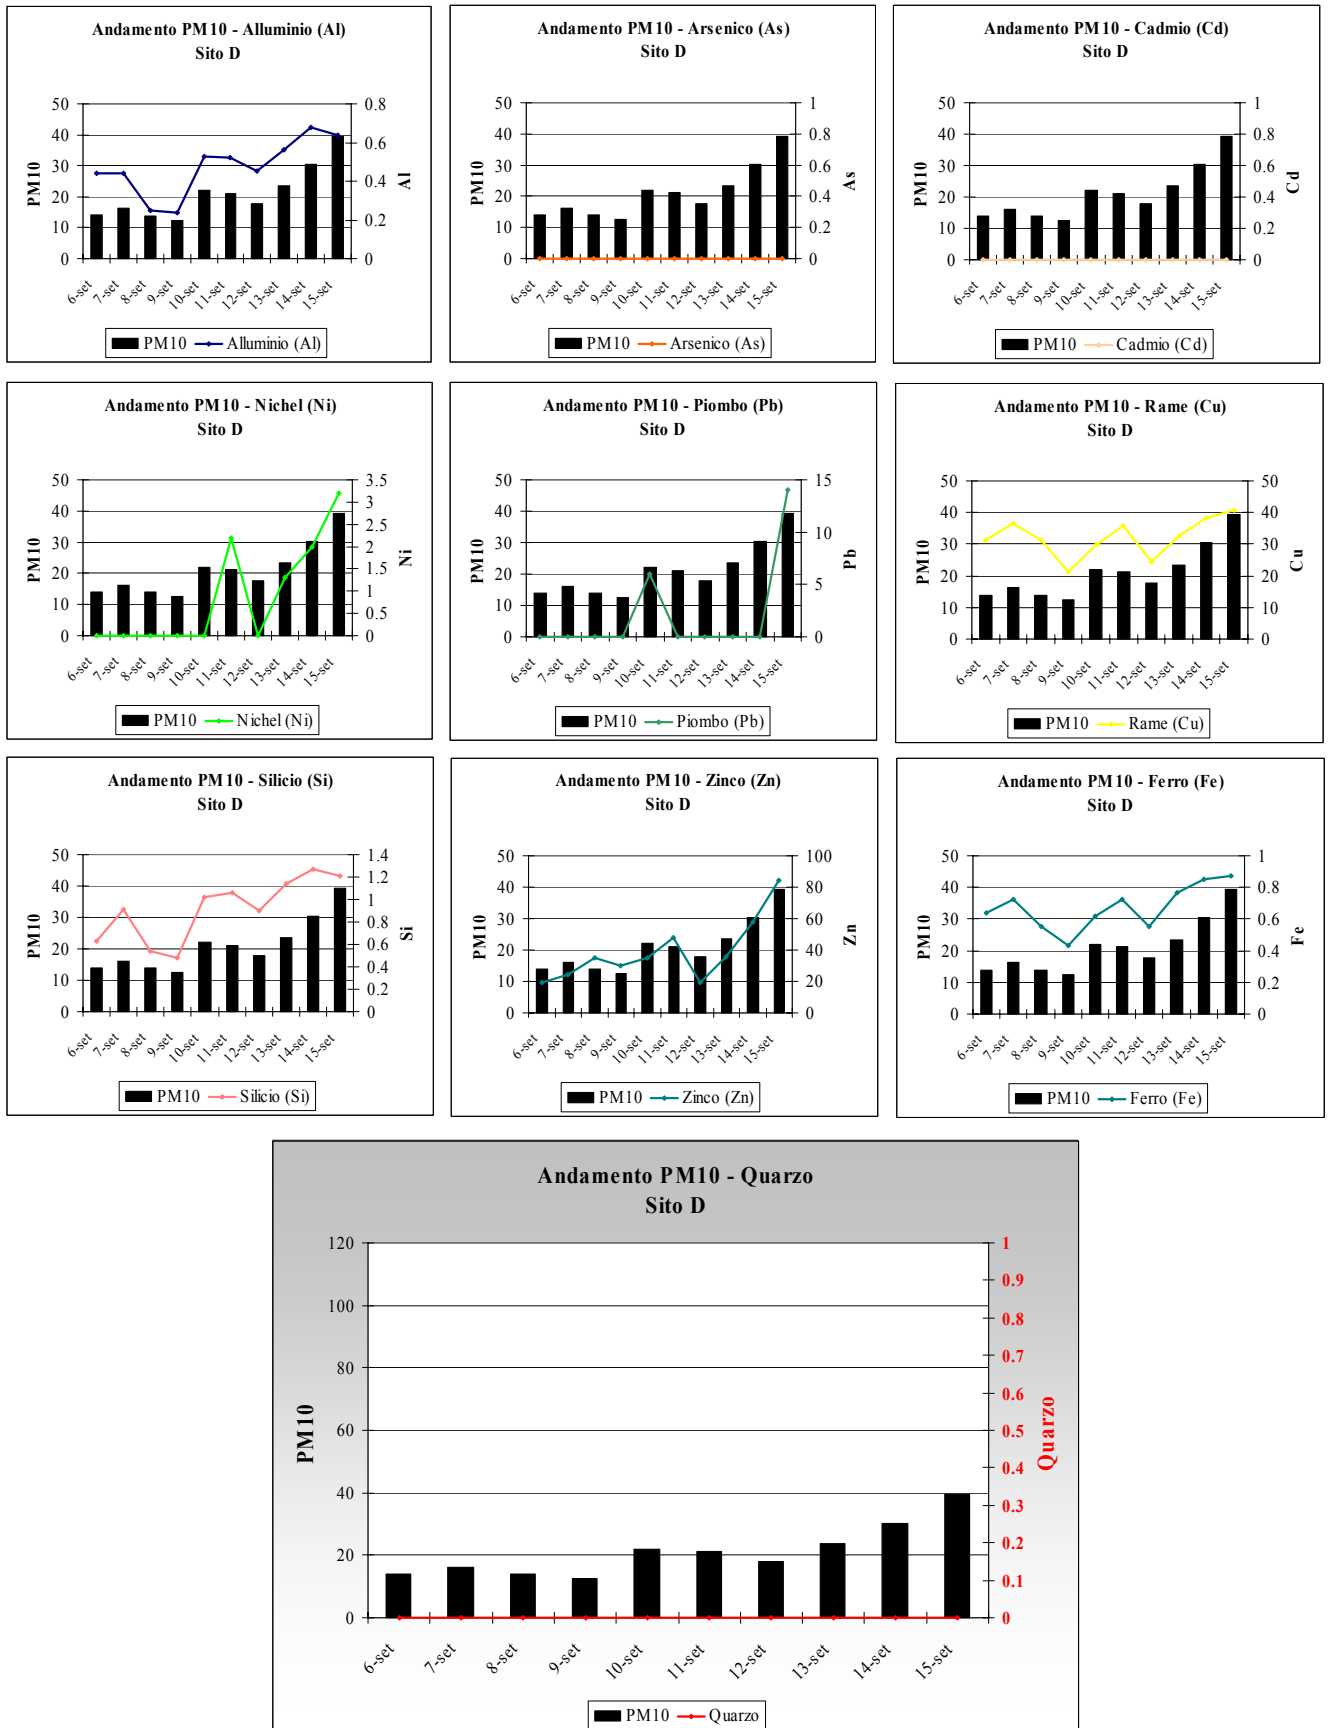 Andamento PM10 - Alluminio (Al)
Sito D
50
40
30
20
10
0
PM10
0.8
0.6
0.4
0.2
0
Al
6-set
7-set
8-set
9-set
10-set
11-set
12-set
13-set
14-set
15-set
PM10 Alluminio (Al)
Andamento PM10 - Arsenico (As)
Sito D
50
40
30
20
10
0
PM10
1
0.8
0.6
0.4
0.2
0
As
6-set
7-set
8-set
9-set
10-set
11-set
12-set
13-set
14-set
15-set
PM10 Arsenico (As)
Andamento PM10 - Cadmio (Cd)
Sito D
50
40
30
20
10
0
PM10
1
0.8
0.6
0.4
0.2
0
Cd
6-set
7-set
8-set
9-set
10-set
11-set
12-set
13-set
14-set
15-set
PM10 Cadmio (Cd)
Andamento PM10 - Nichel (Ni)
Sito D
50
40
30
20
10
0
PM10
3.5
3
2.5
2
1.5
1
0.5
0
Ni
6-set
7-set
8-set
9-set
10-set
11-set
12-set
13-set
14-set
15-set
PM10 Nichel (Ni)
Andamento PM10 - Piombo (Pb)
Sito D
50
40
30
20
10
0
PM10
15
10
5
0
Pb
6-set
7-set
8-set
9-set
10-set
11-set
12-set
13-set
14-set
15-set
PM10 Piombo (Pb)
Andamento PM10 - Rame (Cu)
Sito D
50
40
30
20
10
0
PM10
50
40
30
20
10
0
Cu
6-set
7-set
8-set
9-set
10-set
11-set
12-set
13-set
14-set
15-set
PM10 Rame (Cu)
Andamento PM10 - Silicio (Si)
Sito D
50
40
30
20
10
0
PM10
1.4
1.2
1
0.8
0.6
0.4
0.2
0
Si
6-set
7-set
8-set
9-set
10-set
11-set
12-set
13-set
14-set
15-set
PM10 Silicio (Si)
Andamento PM10 - Zinco (Zn)
Sito D
50
40
30
20
10
0
PM10
100
80
60
40
20
0
Zn
6-set
7-set
8-set
9-set
10-set
11-set
12-set
13-set
14-set
15-set
PM10 Zinco (Zn)
Andamento PM10 - Ferro (Fe)
Sito D
50
40
30
20
10
0
PM10
1
0.8
0.6
0.4
0.2
0
Fe
6-set
7-set
8-set
9-set
10-set
11-set
12-set
13-set
14-set
15-set
PM10 Ferro (Fe)
Andamento PM10 - Quarzo
Sito D
120
100
80
60
40
20
0
PM10
1
0.9
0.8
0.7
0.6
0.5
0.4
0.3
0.2
0.1
0
Quarzo
6-set
7-set
8-set
9-set
10-set
11-set
12-set
13-set
14-set
15-set
PM10 Quarzo